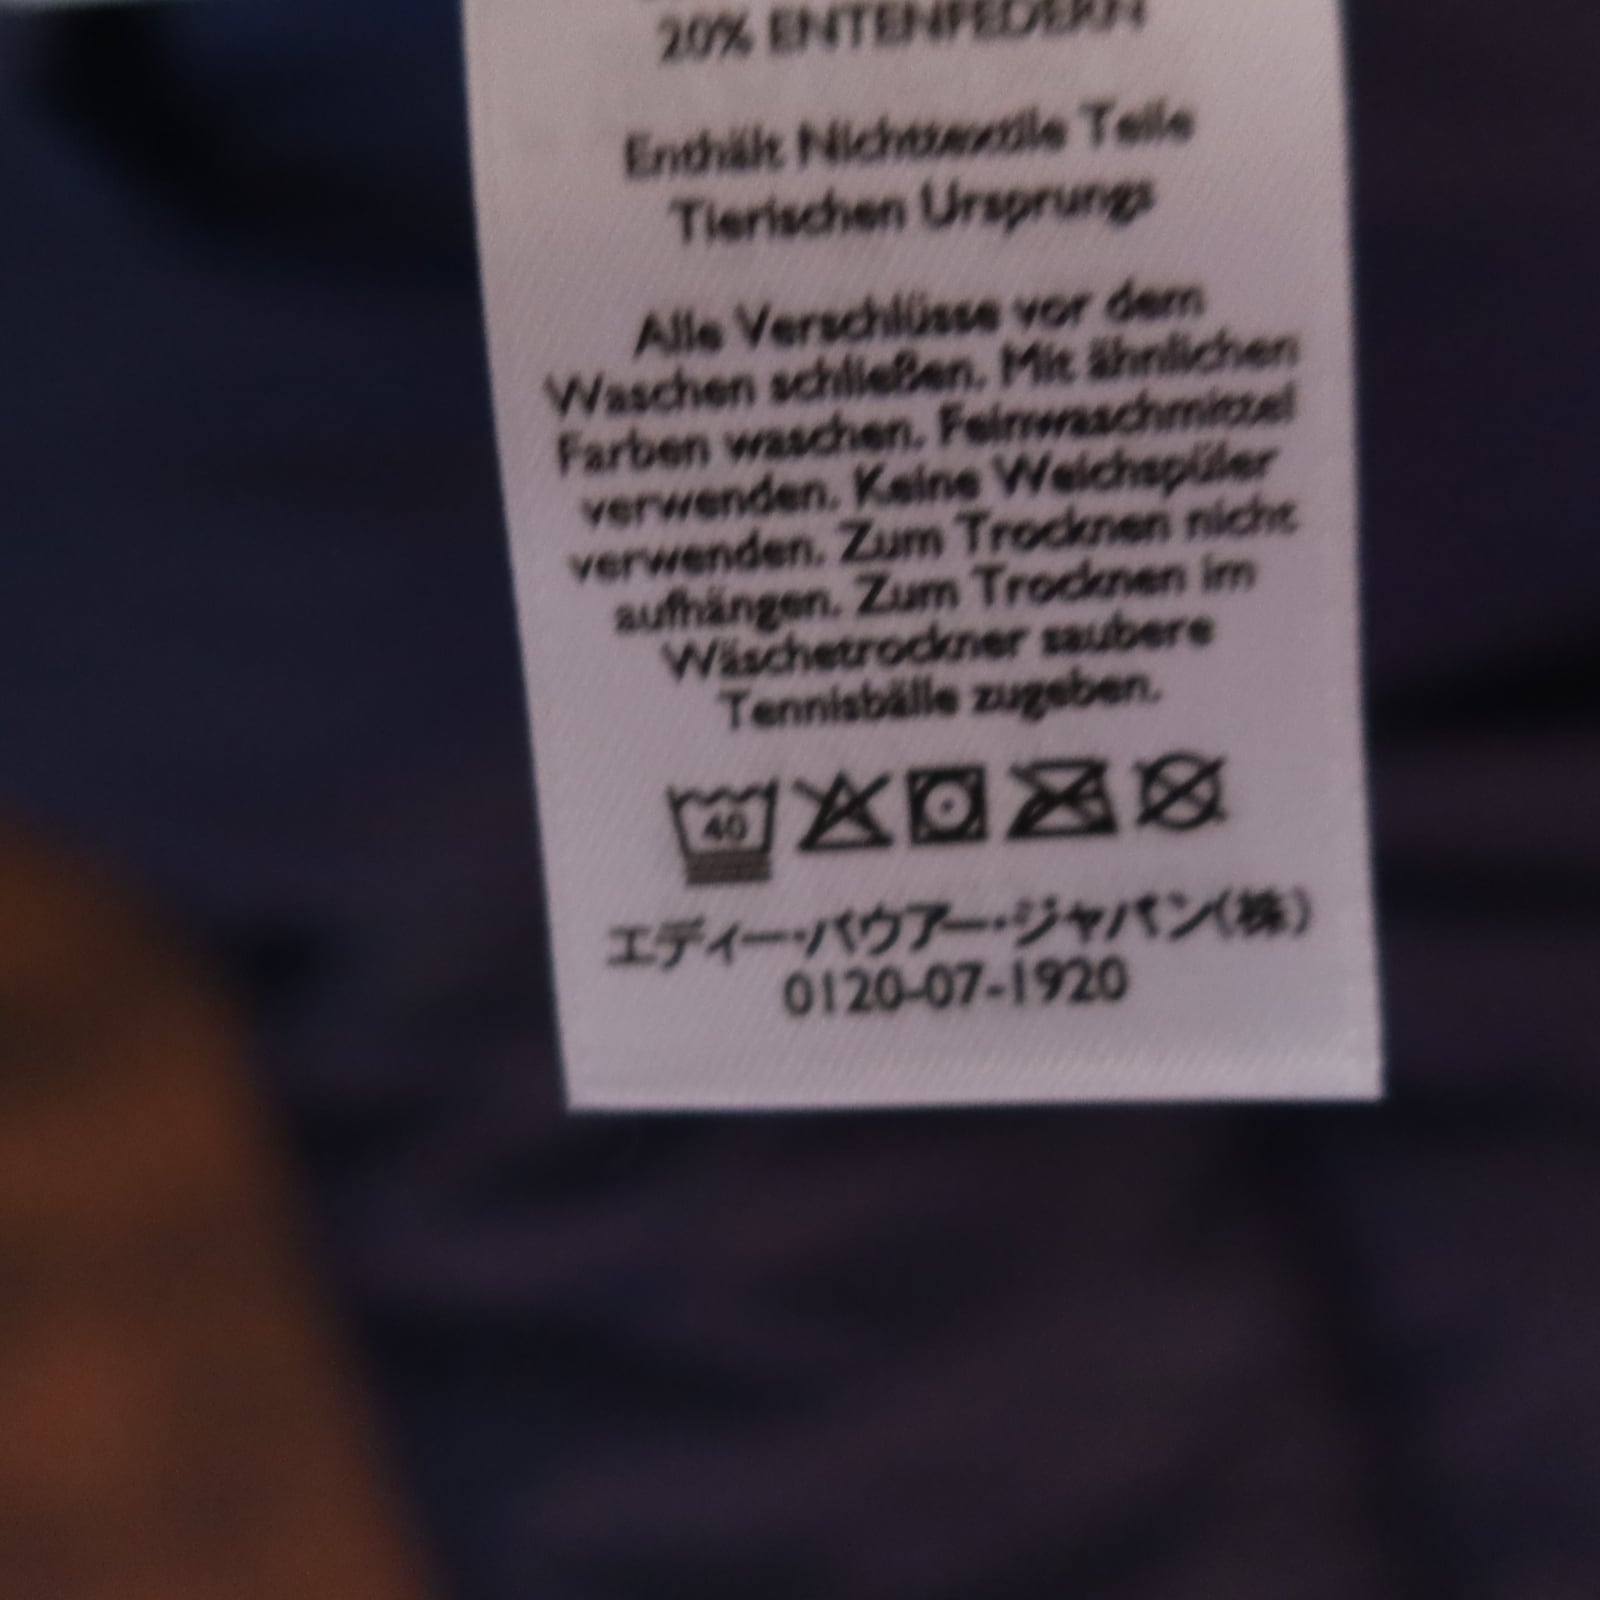 20% ENTENFEDERN
Enthält Nichttextile Teile
Tierischen Ursprungs
Alle Verschlüsse vor dem
Waschen schließen. Mit ähnlichen
Farben waschen. Feinwaschmittel
verwenden. Keine Weichspüler
verwenden. Zum Trocknen nicht
aufhängen. Zum Trocknen im
Wäschetrockner saubere
Tennisbälle zugeben.
40
エディー・バウアー・ジャパン(株)
0120-07-1920